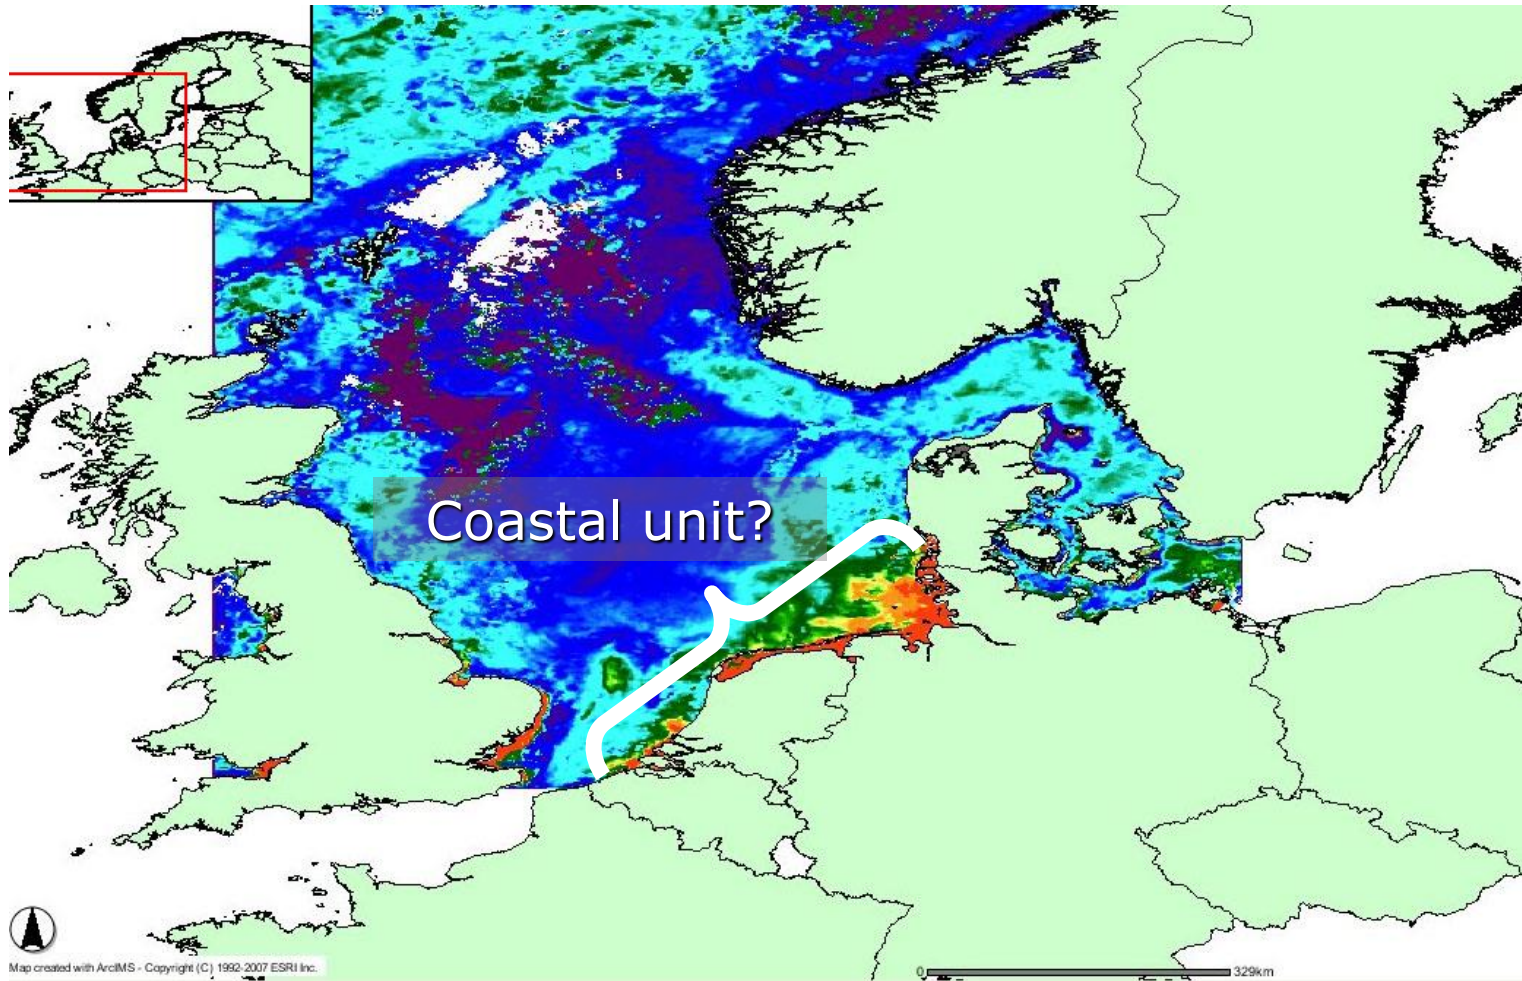 Coastal unit?
Map created with ArcIMS - Copyright (C) 1992-2007 ESRI Inc.
0 329km